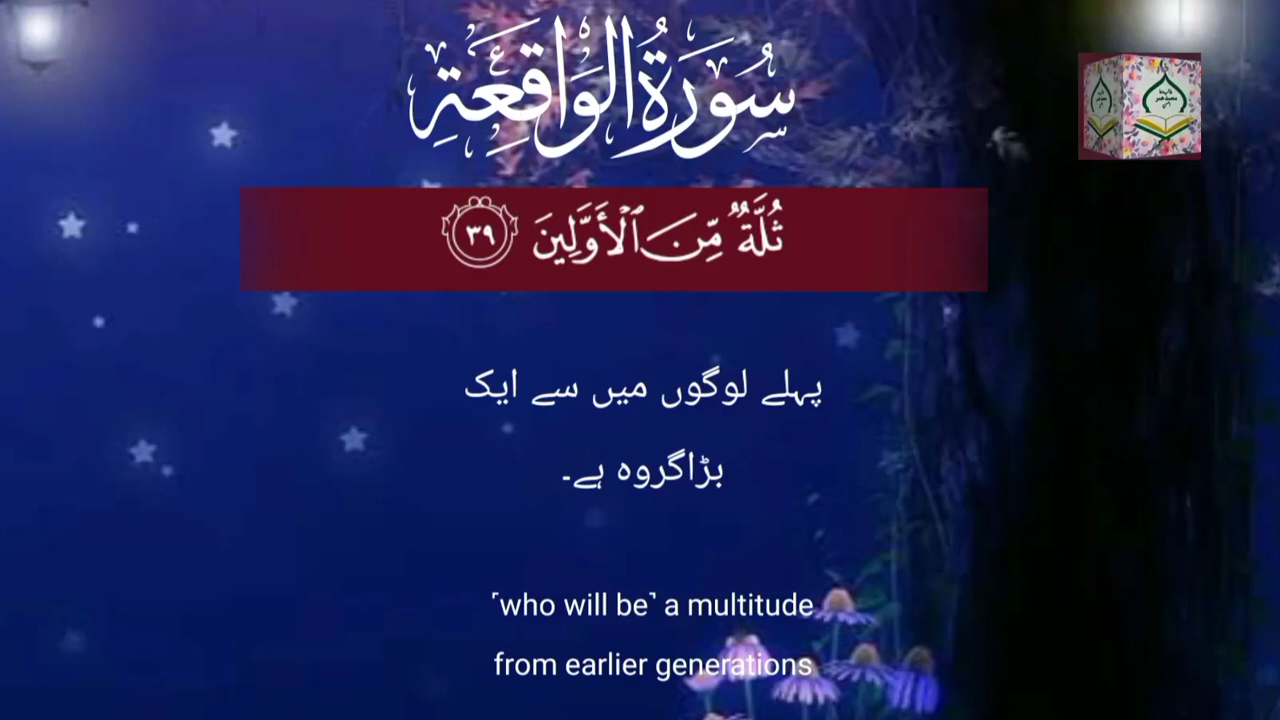 سُورَةُ الوَاقِعَةِ
ثُلَّةٌ مِّنَ ٱلْأَوَّلِينَ ٣٩
پہلے لوگوں میں سے ایک
بڑاگروہ ہے۔
˹who will be˺ a multitude
from earlier generations